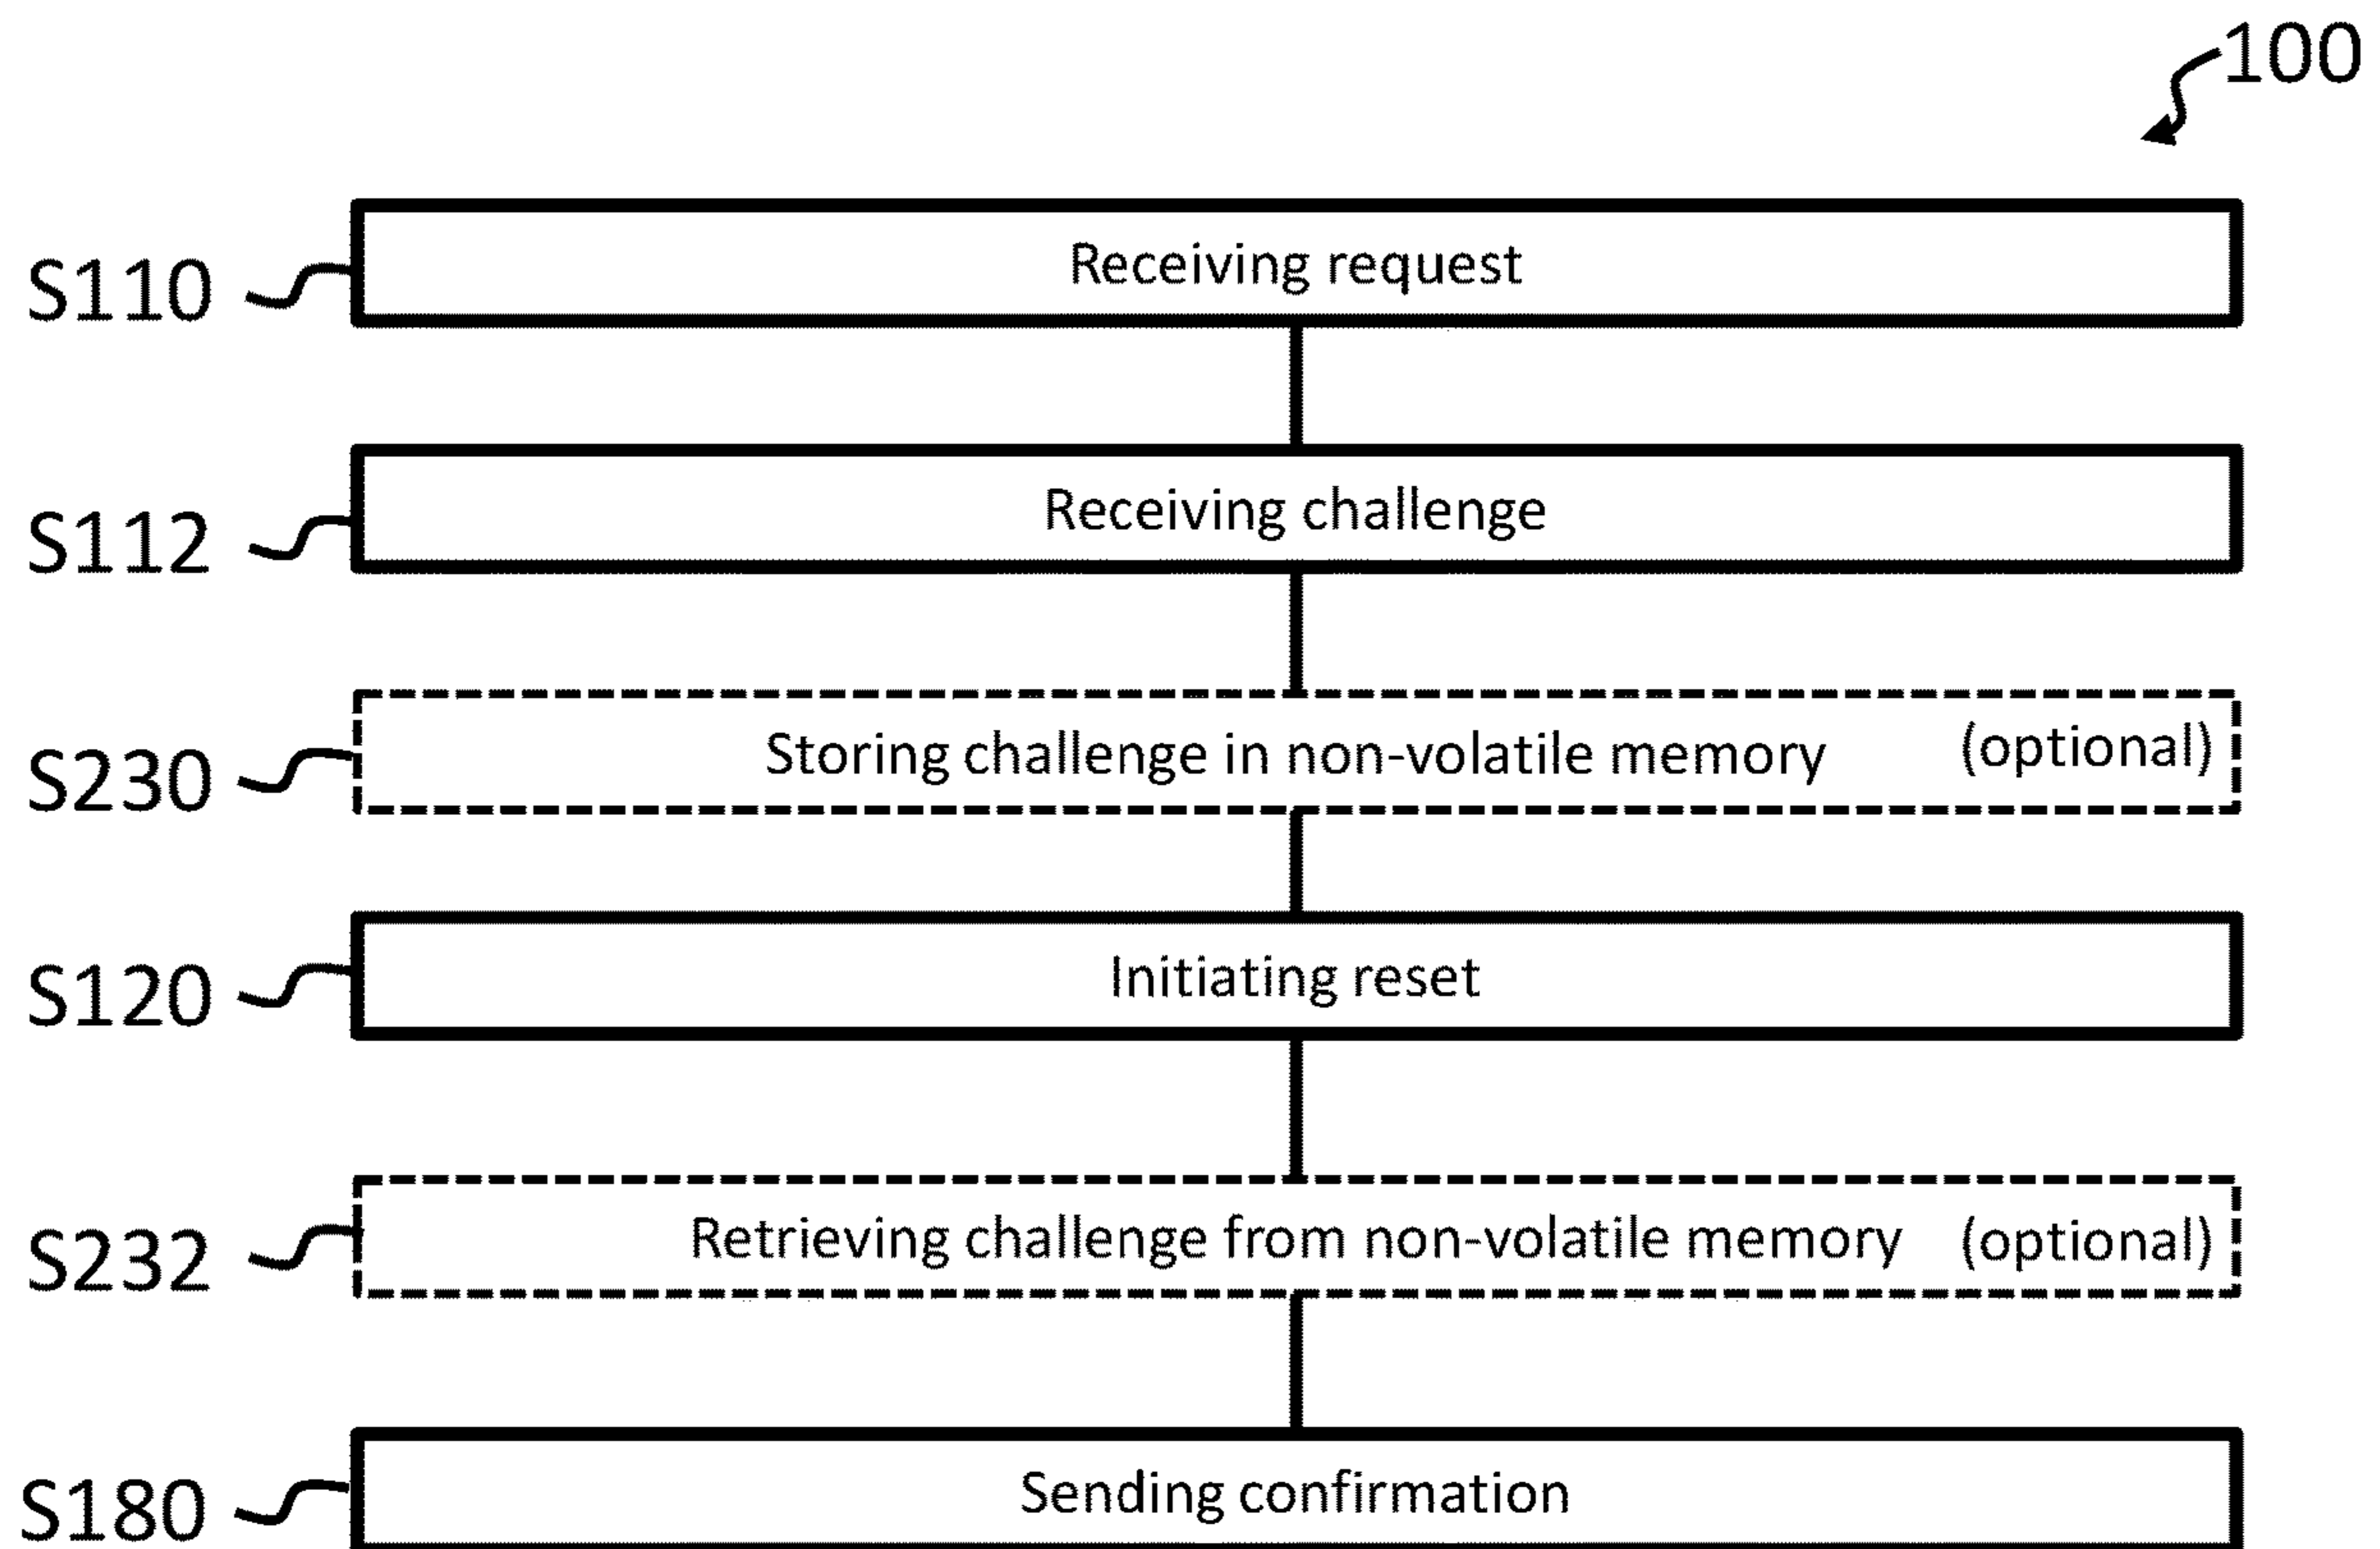 100
S110 Receiving request
S112 Receiving challenge
S230 Storing challenge in non-volatile memory (optional)
S120 Initiating reset
S232 Retrieving challenge from non-volatile memory (optional)
S180 Sending confirmation